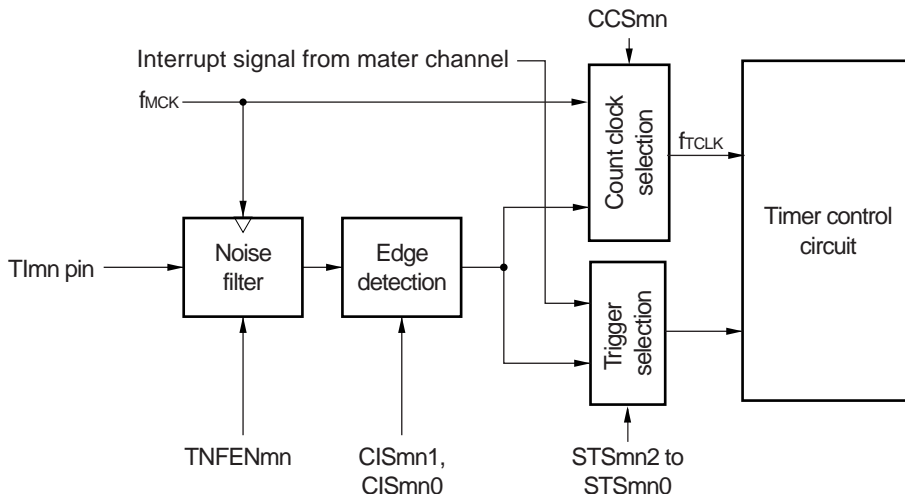 CCSmn
Interrupt signal from mater channel
fMCK
Count clock
selection
fTCLK
Timer control
circuit
TImn pin
Noise
filter
Edge
detection
Trigger
selection
TNFENmn
CISmn1,
CISmn0
STSmn2 to
STSmn0